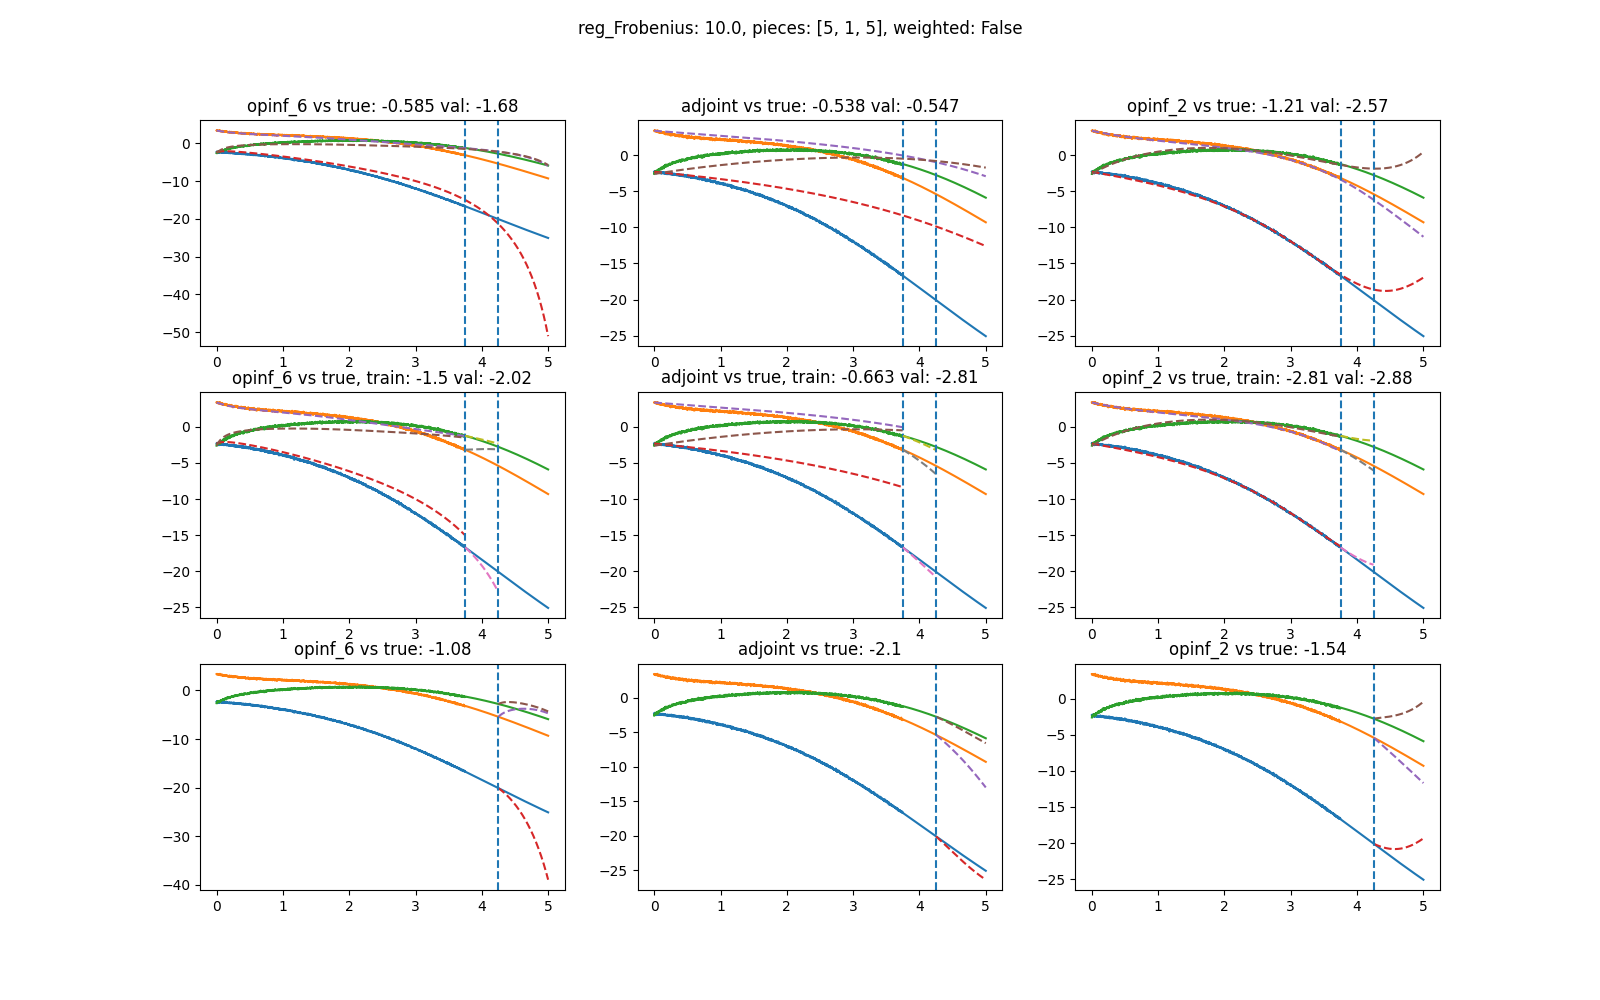 reg_Frobenius: 10.0, pieces: [5, 1, 5], weighted: False
opinf_6 vs true: -0.585 val: -1.68
adjoint vs true: -0.538 val: -0.547
opinf_2 vs true: -1.21 val: -2.57
0
−10
−20
−30
−40
−50
0 1 2 3 4 5
0
−5
−10
−15
−20
−25
0 1 2 3 4 5
0
−5
−10
−15
−20
−25
0 1 2 3 4 5
opinf_6 vs true, train: -1.5 val: -2.02
adjoint vs true, train: -0.663 val: -2.81
opinf_2 vs true, train: -2.81 val: -2.88
0
−5
−10
−15
−20
−25
0 1 2 3 4 5
0
−5
−10
−15
−20
−25
0 1 2 3 4 5
0
−5
−10
−15
−20
−25
0 1 2 3 4 5
opinf_6 vs true: -1.08
adjoint vs true: -2.1
opinf_2 vs true: -1.54
0
−10
−20
−30
−40
0 1 2 3 4 5
0
−5
−10
−15
−20
−25
0 1 2 3 4 5
0
−5
−10
−15
−20
−25
0 1 2 3 4 5